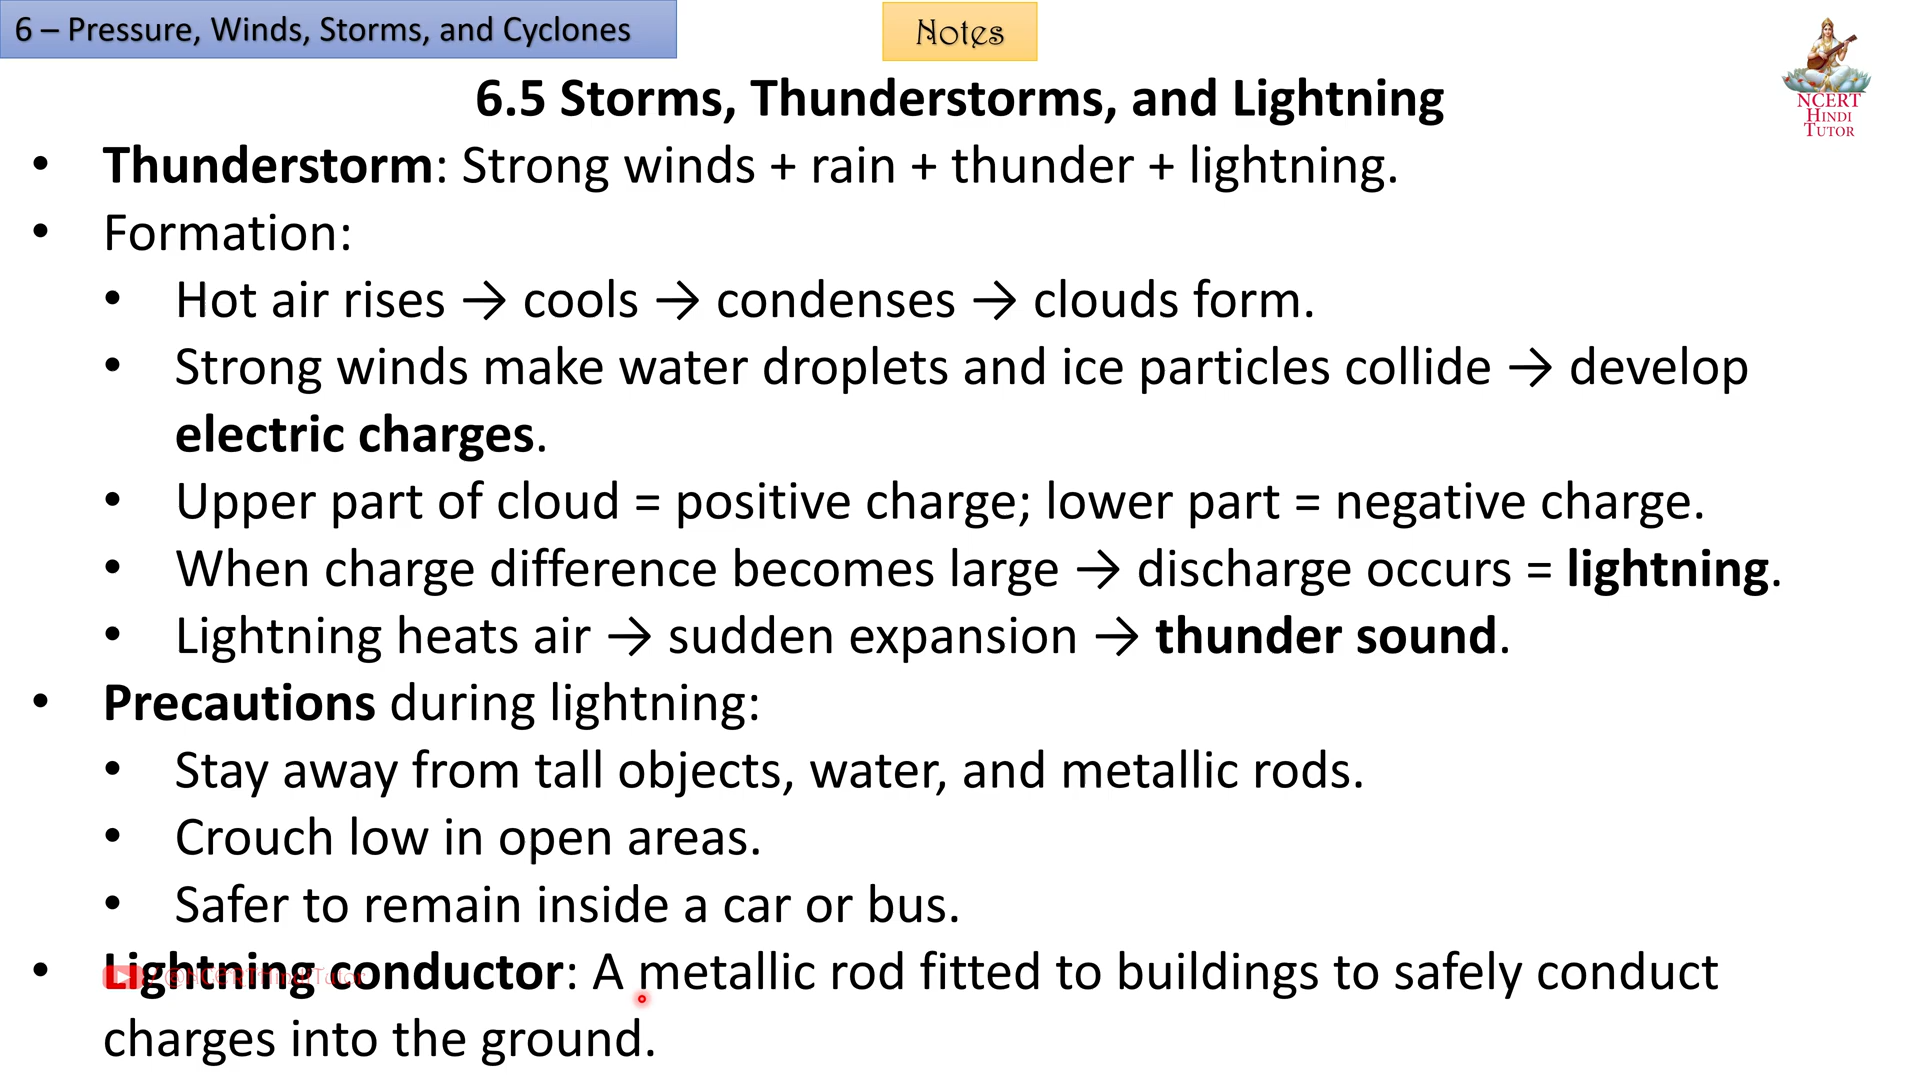 6 – Pressure, Winds, Storms, and Cyclones
Notes
NCERT
HINDI
TUTOR
6.5 Storms, Thunderstorms, and Lightning
• Thunderstorm: Strong winds + rain + thunder + lightning.
• Formation:
• Hot air rises → cools → condenses → clouds form.
• Strong winds make water droplets and ice particles collide → develop
electric charges.
• Upper part of cloud = positive charge; lower part = negative charge.
• When charge difference becomes large → discharge occurs = lightning.
• Lightning heats air → sudden expansion → thunder sound.
• Precautions during lightning:
• Stay away from tall objects, water, and metallic rods.
• Crouch low in open areas.
• Safer to remain inside a car or bus.
• Lightning conductor: A metallic rod fitted to buildings to safely conduct
charges into the ground.
@NCERTHindiTutor